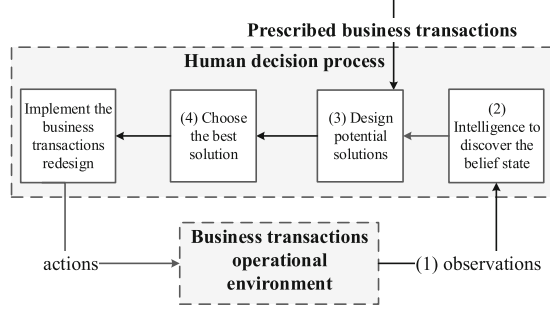 Prescribed business transactions
Human decision process
Implement the
business
transactions
redesign
(4) Choose
the best
solution
(3) Design
potential
solutions
(2)
Intelligence to
discover the
belief state
Business transactions
operational
environment
actions
(1) observations